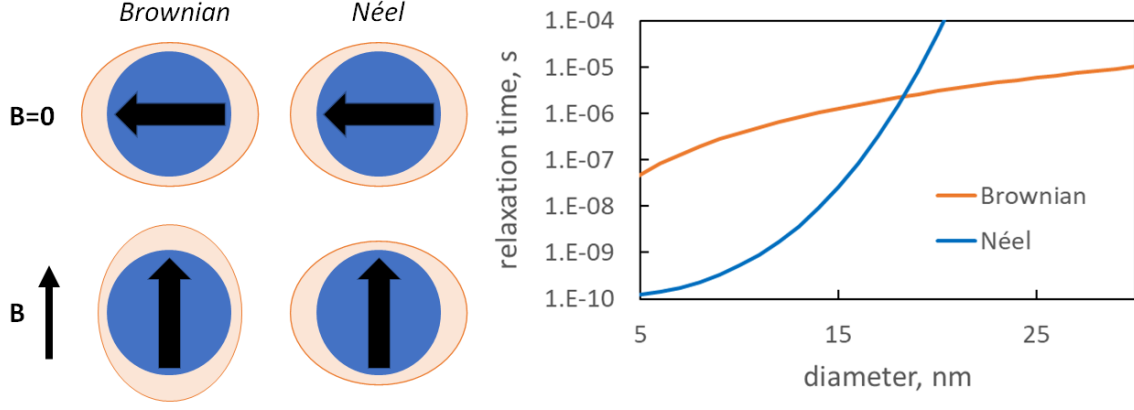 Brownian
Néel
B=0
B
relaxation time, s
1.E-04
1.E-05
1.E-06
1.E-07
1.E-08
1.E-09
1.E-10
Brownian
Néel
5
15
25
diameter, nm